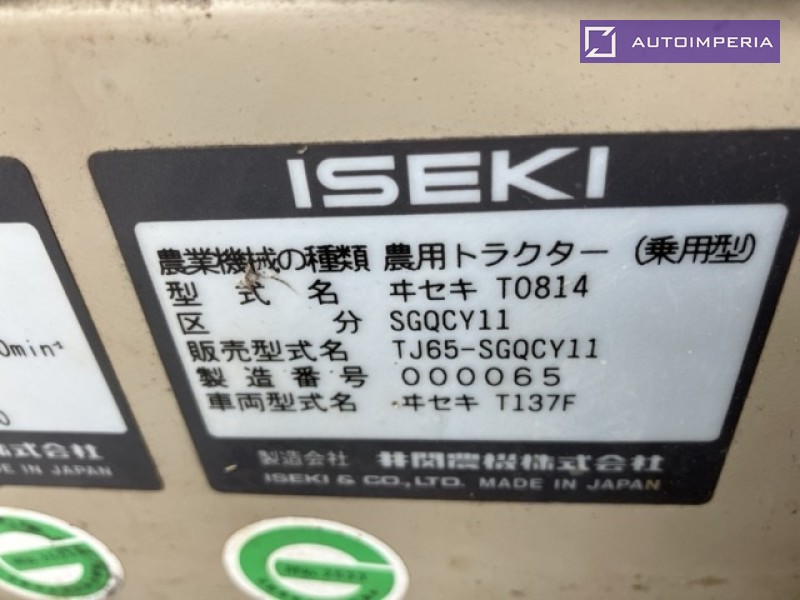 AUTOIMPERIA
ISEKI
農業機械の種類 農用トラクター (乗用型)
型式名 ヰセキ T0814
区分 SGQCY11
販売型式名 TJ65-SGQCY11
製造番号 000065
車両型式名 ヰセキ T137F
製造会社 井関農機株式会社
ISEKI & CO., LTD. MADE IN JAPAN
0min⁻¹
株式会社
MADE IN JAPAN